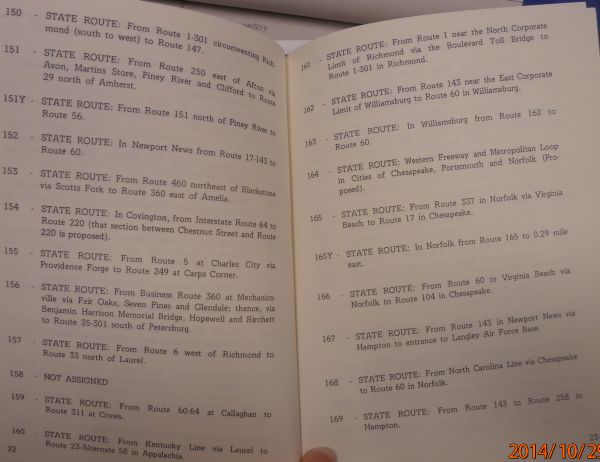 150 - STATE ROUTE: From Route 1-301 circumventing Rich-
mond (south to west) to Route 147.
151 - STATE ROUTE: From Route 250 east of Afton via
Avon, Martins Store, Piney River and Clifford to Route
29 north of Amherst.
151Y - STATE ROUTE: From Route 151 north of Piney River to
Route 56.
152 - STATE ROUTE: In Newport News from Route 17-143 to
Route 60.
153 - STATE ROUTE: From Route 460 northeast of Blackstone
via Scotts Fork to Route 360 east of Amelia.
154 - STATE ROUTE: In Covington, from Interstate Route 64 to
Route 220 (that section between Chestnut Street and Route
220 is proposed).
155 - STATE ROUTE: From Route 5 at Charles City via
Providence Forge to Route 249 at Carps Corner.
156 - STATE ROUTE: From Business Route 360 at Mechanics-
ville via Fair Oaks, Seven Pines and Glendale; thence, via
Benjamin Harrison Memorial Bridge, Hopewell and Birchett
to Route 35-301 south of Petersburg.
157 - STATE ROUTE: From Route 6 west of Richmond to
Route 33 north of Laurel.
158 - NOT ASSIGNED
159 - STATE ROUTE: From Route 60-64 at Callaghan to
Route 311 at Crows.
160 - STATE ROUTE: From Kentucky Line via Laurel to
Route 23-Alternate 58 in Appalachia.
22
161 - STATE ROUTE: From Route 1 near the North Corporate
Limit of Richmond via the Boulevard Toll Bridge to
Route 1-301 in Richmond.
162 - STATE ROUTE: From Route 143 near the East Corporate
Limit of Williamsburg to Route 60 in Williamsburg.
163 - STATE ROUTE: In Williamsburg from Route 162 to
Route 60.
164 - STATE ROUTE: Western Freeway and Metropolitan Loop
in Cities of Chesapeake, Portsmouth and Norfolk (Pro-
posed).
165 - STATE ROUTE: From Route 337 in Norfolk via Virginia
Beach to Route 17 in Chesapeake.
165Y - STATE ROUTE: In Norfolk from Route 165 to 0.29 mile
east.
166 - STATE ROUTE: From Route 60 in Virginia Beach via
Norfolk to Route 104 in Chesapeake.
167 - STATE ROUTE: From Route 143 in Newport News via
Hampton to entrance to Langley Air Force Base.
168 - STATE ROUTE: From North Carolina Line via Chesapeake
to Route 60 in Norfolk.
169 - STATE ROUTE: From Route 143 to Route 258 in
Hampton.
23